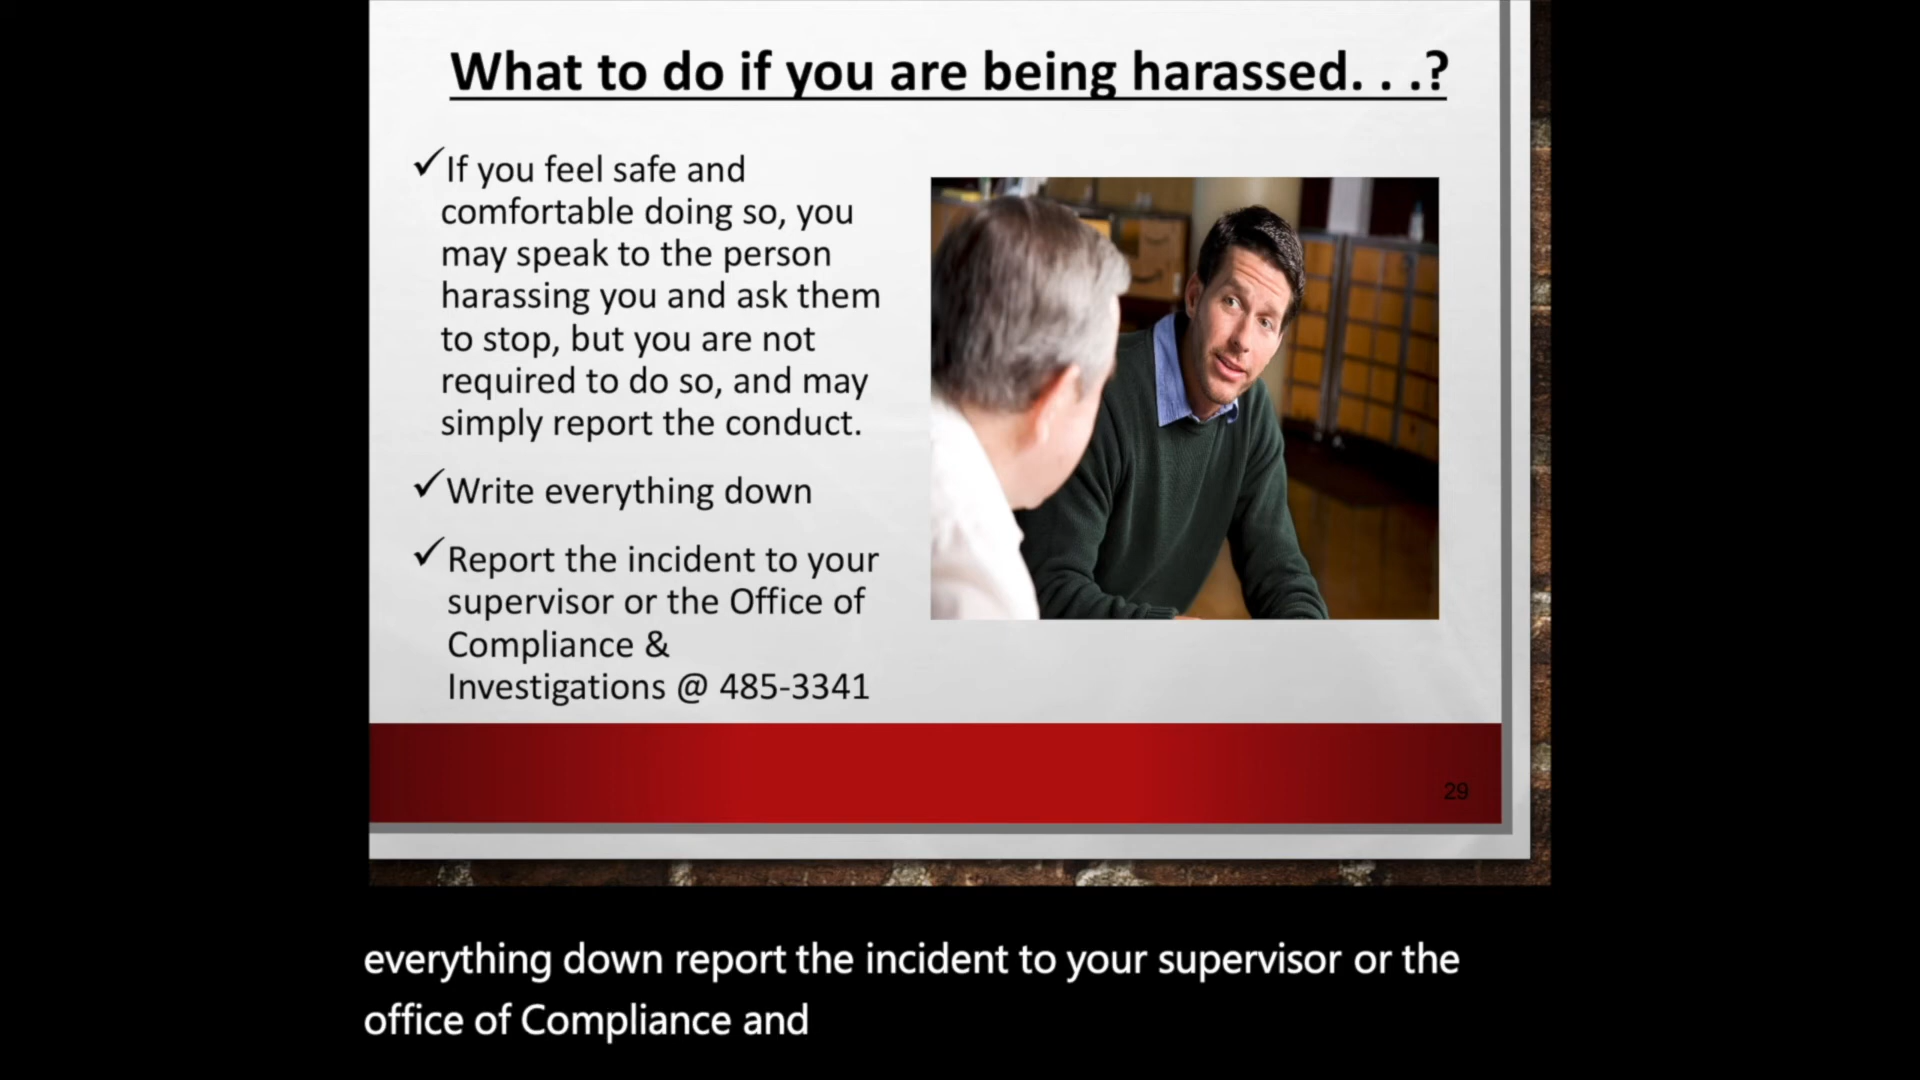 What to do if you are being harassed. . .?
✓If you feel safe and
comfortable doing so, you
may speak to the person
harassing you and ask them
to stop, but you are not
required to do so, and may
simply report the conduct.
✓Write everything down
✓Report the incident to your
supervisor or the Office of
Compliance &
Investigations @ 485-3341
29
everything down report the incident to your supervisor or the
office of Compliance and